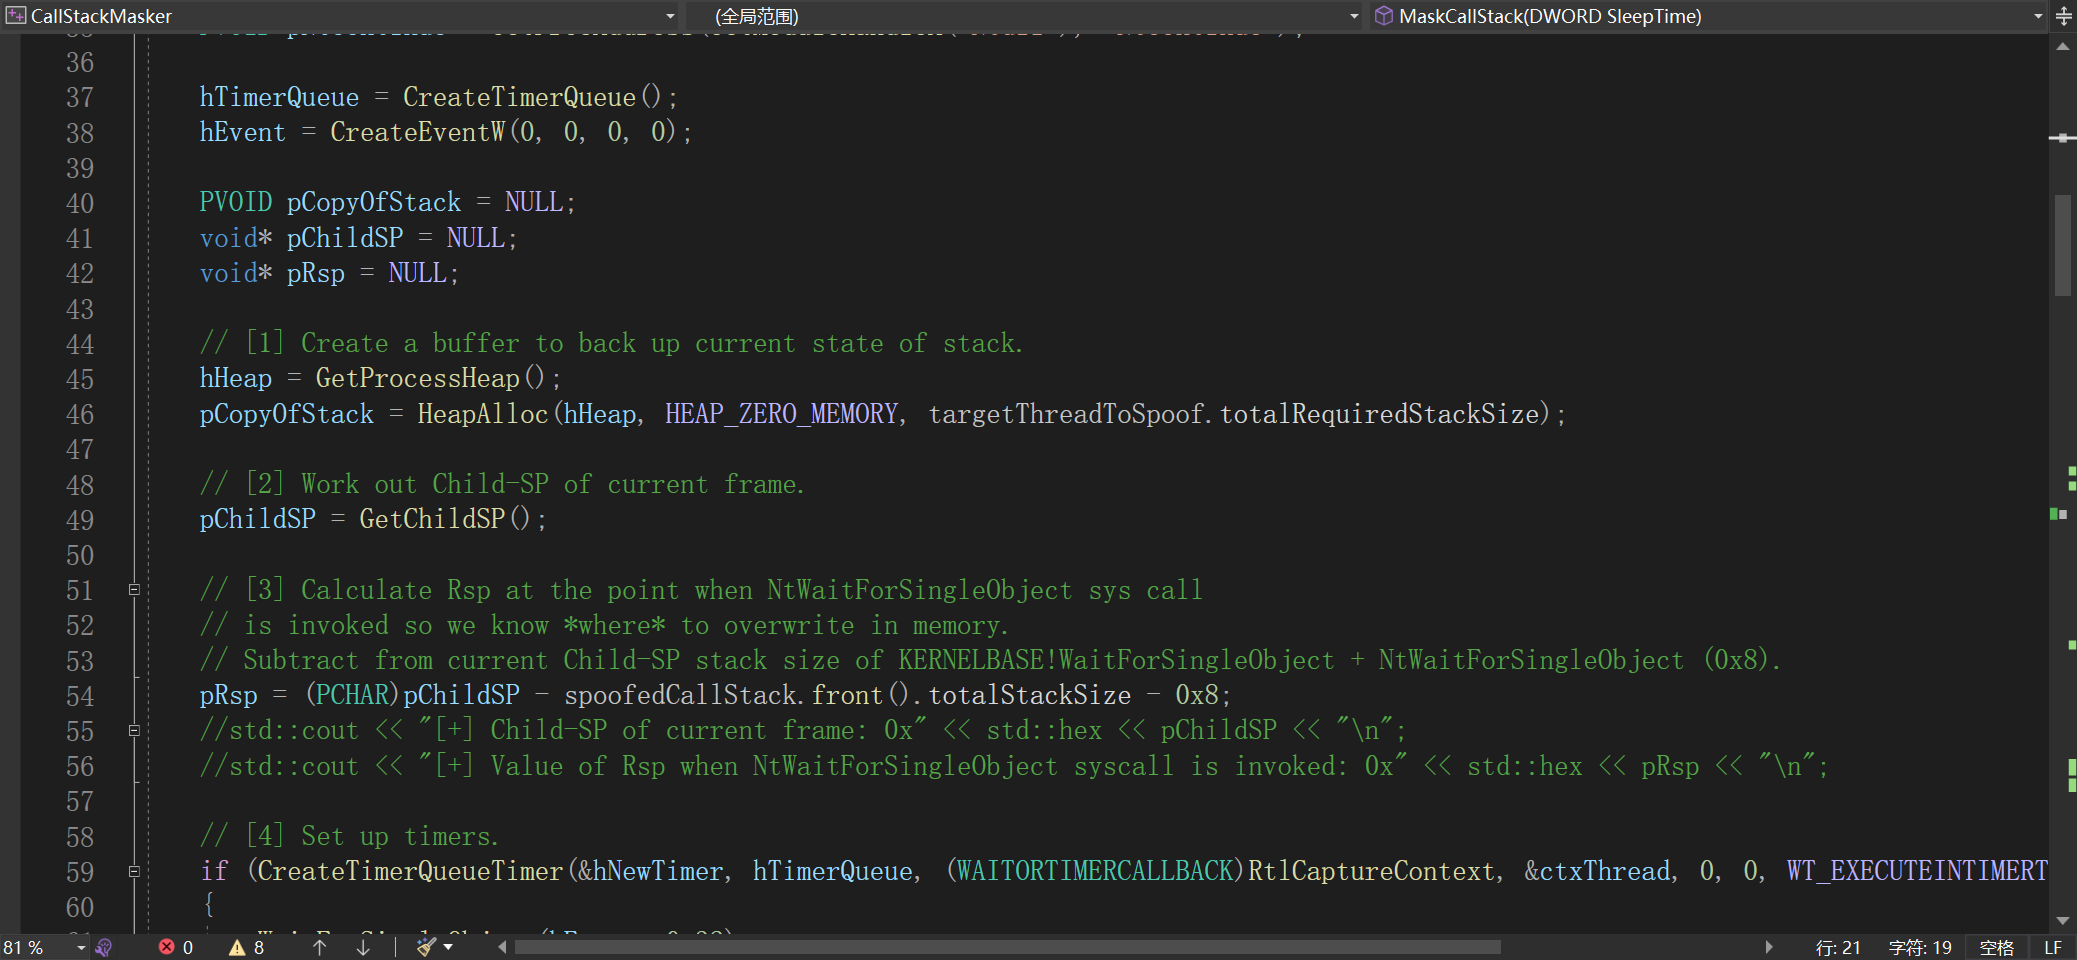 CallStackMasker
(全局范围)
MaskCallStack(DWORD SleepTime)
36
37 hTimerQueue = CreateTimerQueue();
38 hEvent = CreateEventW(0, 0, 0, 0);
39
40 PVOID pCopyOfStack = NULL;
41 void* pChildSP = NULL;
42 void* pRsp = NULL;
43
44 // [1] Create a buffer to back up current state of stack.
45 hHeap = GetProcessHeap();
46 pCopyOfStack = HeapAlloc(hHeap, HEAP_ZERO_MEMORY, targetThreadToSpoof.totalRequiredStackSize);
47
48 // [2] Work out Child-SP of current frame.
49 pChildSP = GetChildSP();
50
51 // [3] Calculate Rsp at the point when NtWaitForSingleObject sys call
52 // is invoked so we know *where* to overwrite in memory.
53 // Subtract from current Child-SP stack size of KERNELBASE!WaitForSingleObject + NtWaitForSingleObject (0x8).
54 pRsp = (PCHAR)pChildSP - spoofedCallStack.front().totalStackSize - 0x8;
55 //std::cout << "[+] Child-SP of current frame: 0x" << std::hex << pChildSP << "\n";
56 //std::cout << "[+] Value of Rsp when NtWaitForSingleObject syscall is invoked: 0x" << std::hex << pRsp << "\n";
57
58 // [4] Set up timers.
59 if (CreateTimerQueueTimer(&hNewTimer, hTimerQueue, (WAITORTIMERCALLBACK)RtlCaptureContext, &ctxThread, 0, 0, WT_EXECUTEINTIMERT
60 {
81 %
0
8
行: 21
字符: 19
空格
LF